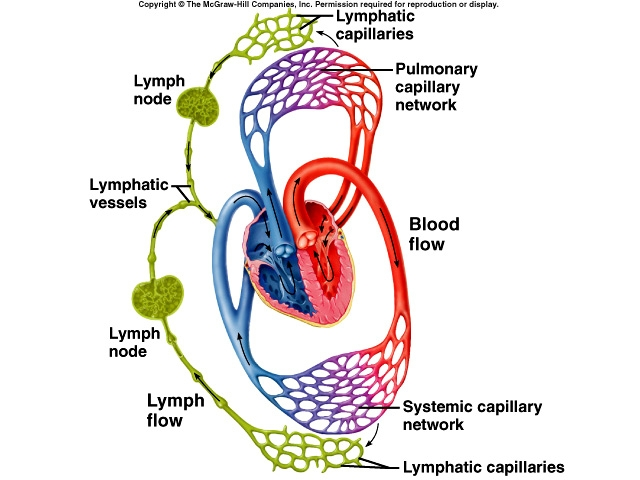 Copyright © The McGraw-Hill Companies, Inc. Permission required for reproduction or display.
Lymphatic
capillaries
Pulmonary
capillary
network
Lymph
node
Lymphatic
vessels
Blood
flow
Lymph
node
Lymph
flow
Systemic capillary
network
Lymphatic capillaries